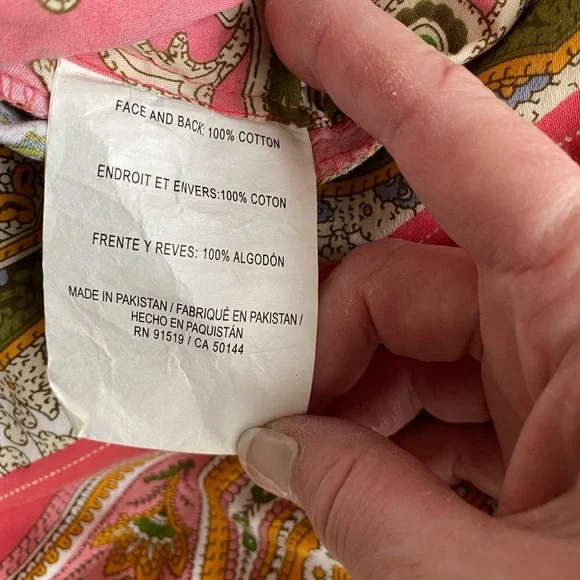 FACE AND BACK: 100% COTTON
ENDROIT ET ENVERS:100% COTON
FRENTE Y REVES: 100% ALGODÓN
MADE IN PAKISTAN / FABRIQUÉ EN PAKISTAN /
HECHO EN PAQUISTÁN
RN 91519 / CA 50144